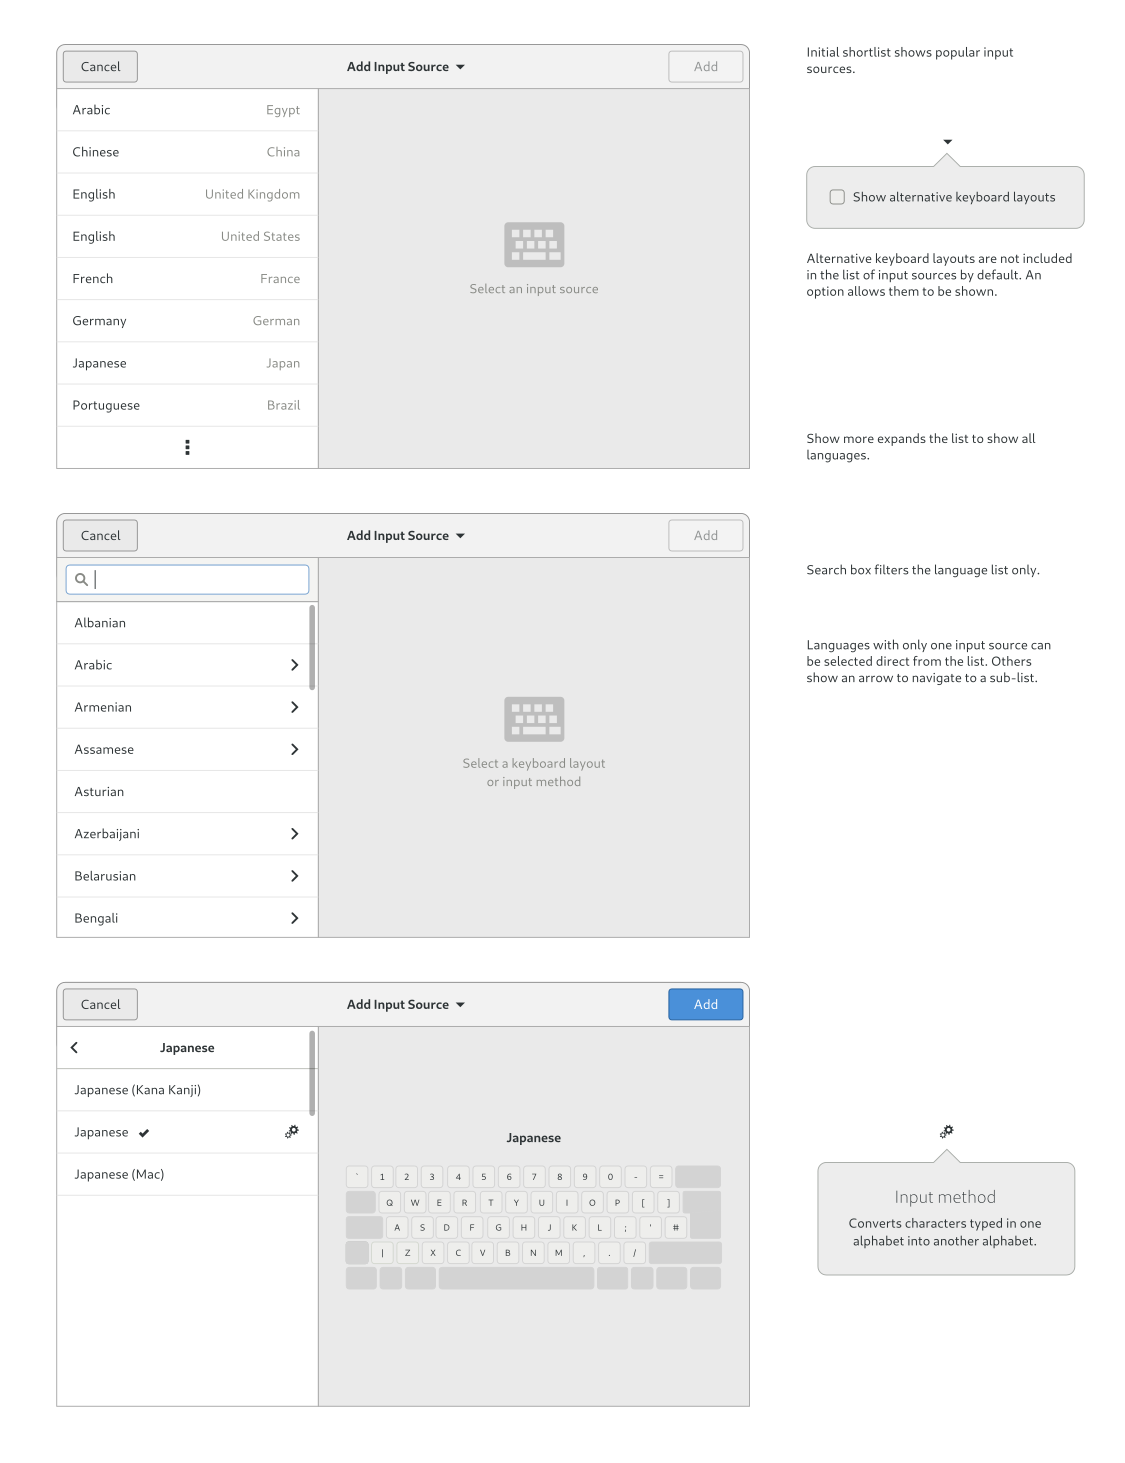 Cancel
Add Input Source
Add
Arabic Egypt
Chinese China
English United Kingdom
English United States
French France
Germany German
Japanese Japan
Portuguese Brazil
Select an input source
Initial shortlist shows popular input
sources.
Show alternative keyboard layouts
Alternative keyboard layouts are not included
in the list of input sources by default. An
option allows them to be shown.
Show more expands the list to show all
languages.
Cancel
Add Input Source
Add
Albanian
Arabic
Armenian
Assamese
Asturian
Azerbaijani
Belarusian
Bengali
Select a keyboard layout
or input method
Search box filters the language list only.
Languages with only one input source can
be selected direct from the list. Others
show an arrow to navigate to a sub-list.
Cancel
Add Input Source
Add
Japanese
Japanese (Kana Kanji)
Japanese
Japanese (Mac)
Japanese
` 1 2 3 4 5 6 7 8 9 0 - =
Q W E R T Y U I O P [ ]
A S D F G H J K L ; ' #
| Z X C V B N M , . /
Input method
Converts characters typed in one
alphabet into another alphabet.